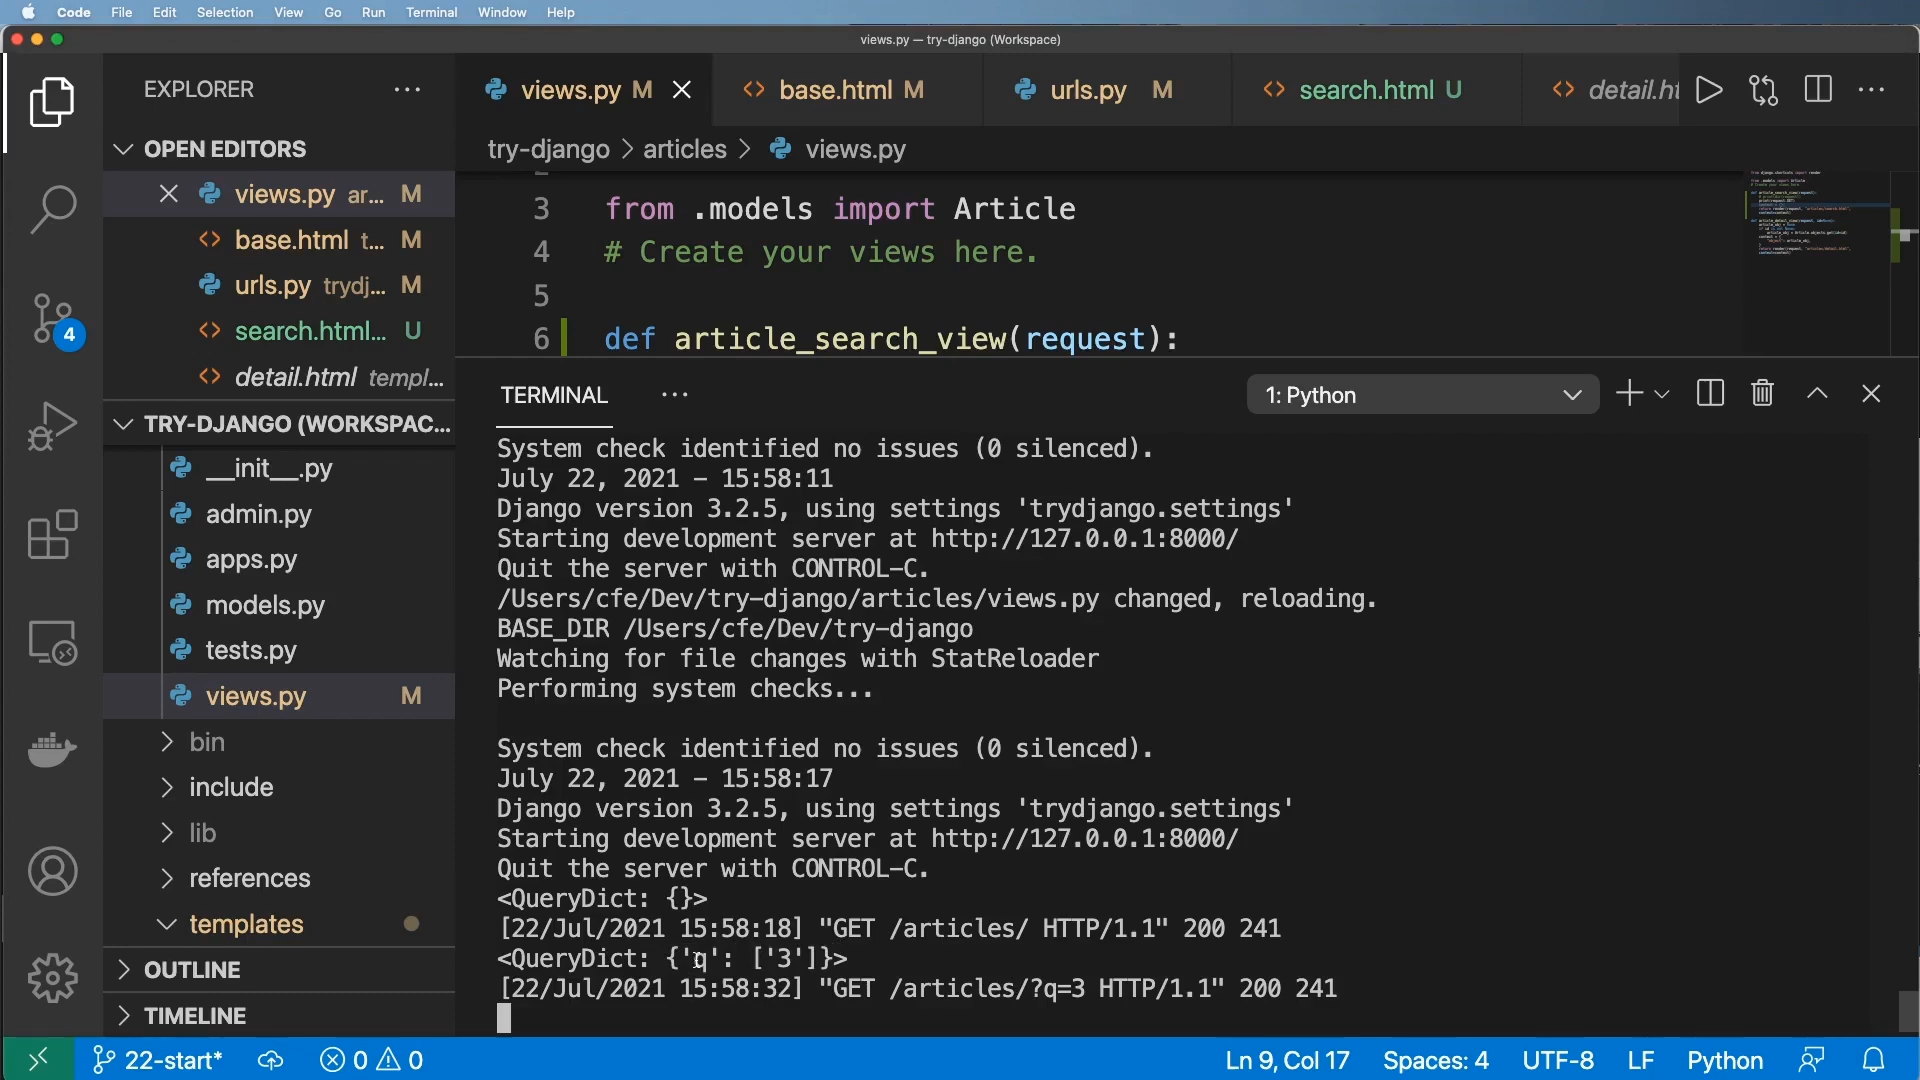 Code File Edit Selection View Go Run Terminal Window Help
views.py — try-django (Workspace)
EXPLORER
views.py M
base.html M
urls.py M
search.html U
detail.ht
OPEN EDITORS
try-django > articles > views.py
views.py ar... M
base.html t... M
urls.py trydj... M
search.html... U
detail.html templ...
3 from .models import Article
4 # Create your views here.
5
6 def article_search_view(request):
4
TRY-DJANGO (WORKSPAC...
__init__.py
admin.py
apps.py
models.py
tests.py
views.py M
bin
include
lib
references
templates
OUTLINE
TIMELINE
TERMINAL
1: Python
System check identified no issues (0 silenced).
July 22, 2021 - 15:58:11
Django version 3.2.5, using settings 'trydjango.settings'
Starting development server at http://127.0.0.1:8000/
Quit the server with CONTROL-C.
/Users/cfe/Dev/try-django/articles/views.py changed, reloading.
BASE_DIR /Users/cfe/Dev/try-django
Watching for file changes with StatReloader
Performing system checks...
System check identified no issues (0 silenced).
July 22, 2021 - 15:58:17
Django version 3.2.5, using settings 'trydjango.settings'
Starting development server at http://127.0.0.1:8000/
Quit the server with CONTROL-C.
<QueryDict: {}>
[22/Jul/2021 15:58:18] "GET /articles/ HTTP/1.1" 200 241
<QueryDict: {'q': ['3']}>
[22/Jul/2021 15:58:32] "GET /articles/?q=3 HTTP/1.1" 200 241
22-start* 0 0 Ln 9, Col 17 Spaces: 4 UTF-8 LF Python